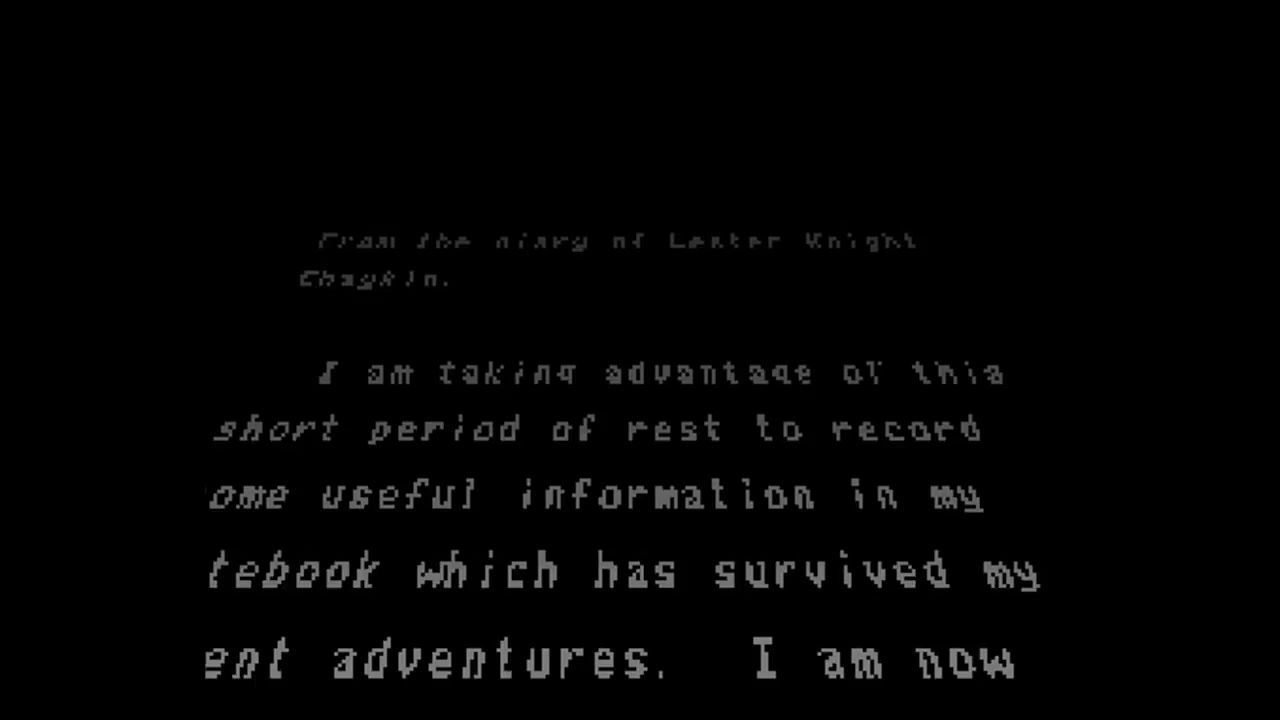 From the diary of Lester Knight
Chaykin.
I am taking advantage of this
short period of rest to record
ome useful information in my
tebook which has survived my
ent adventures. I am now